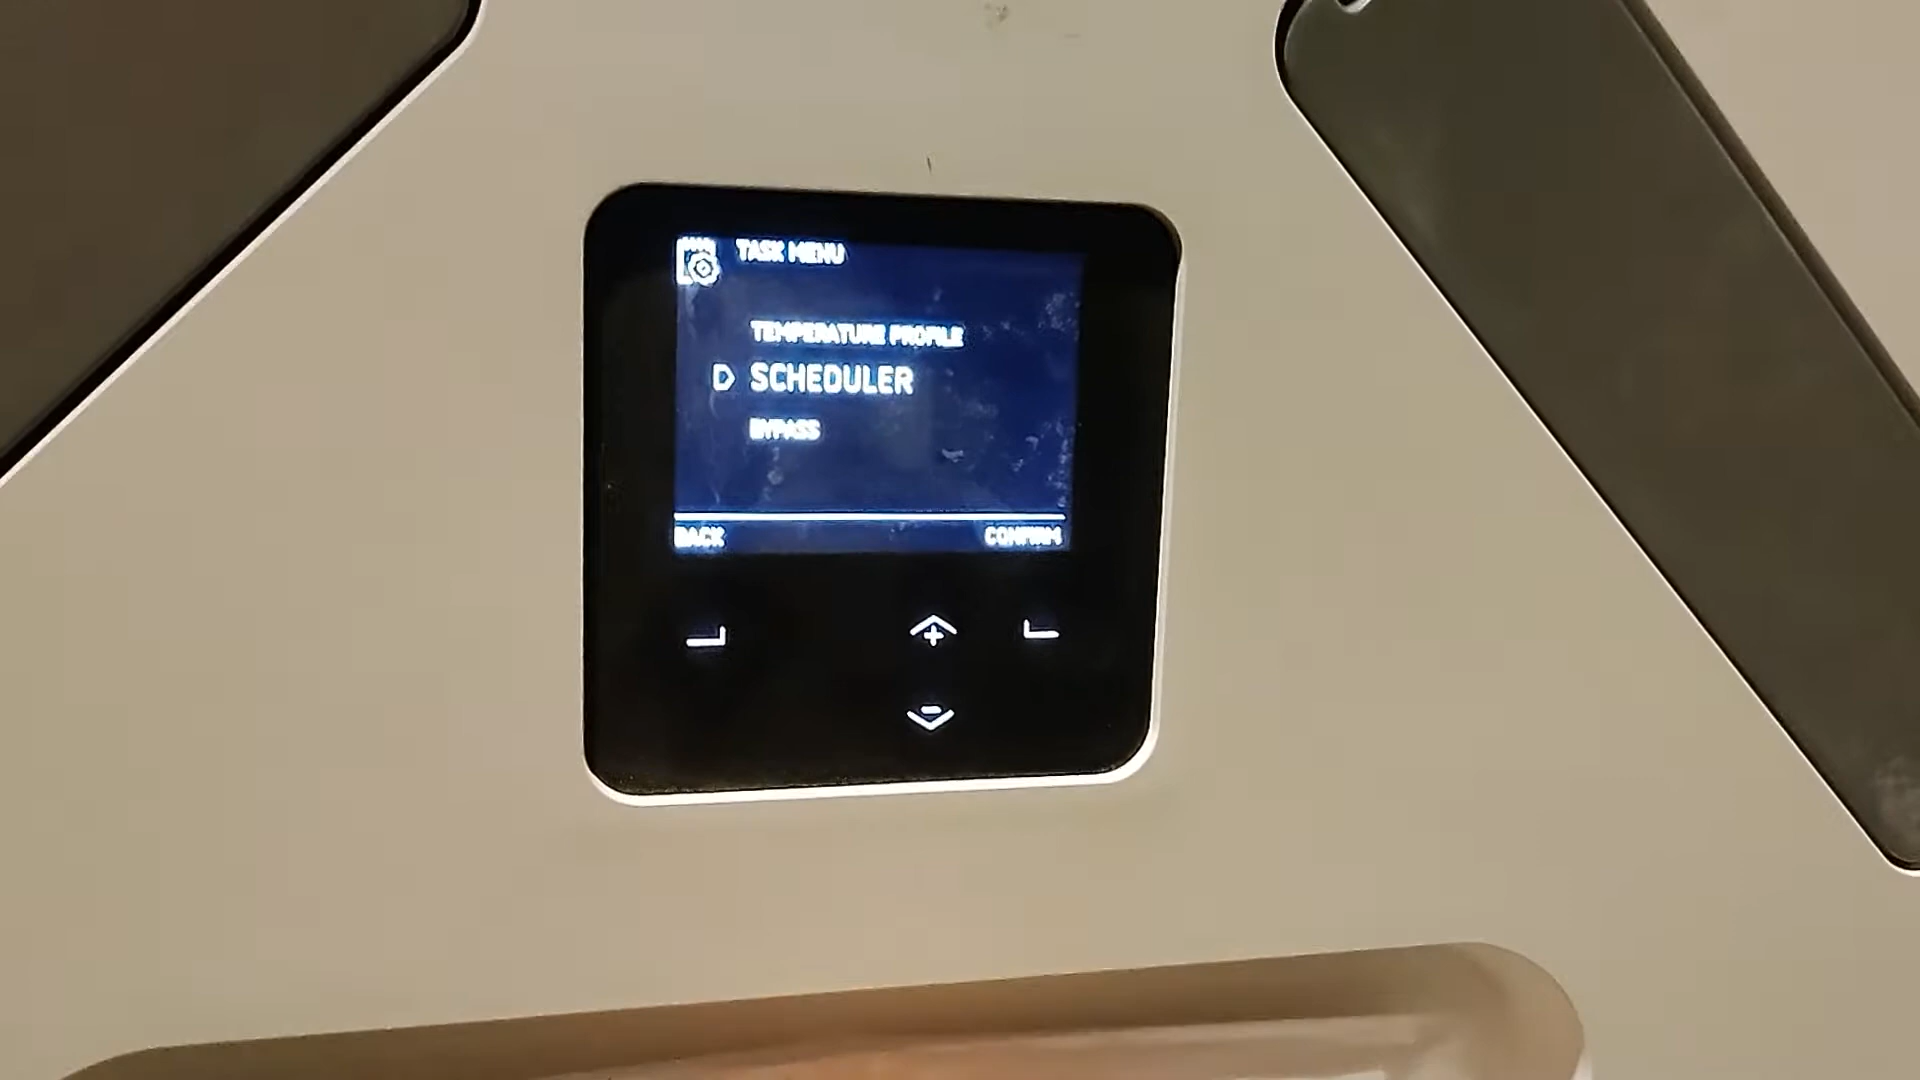 TASK MENU
TEMPERATURE PROFILE
SCHEDULER
BYPASS
BACK
CONFIRM